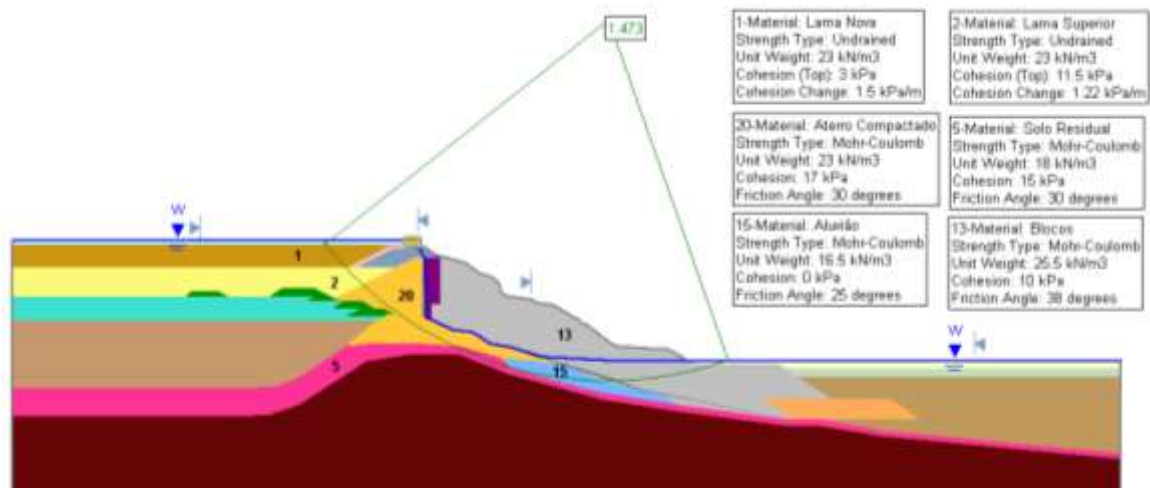 1.473
1-Material: Lama Nova
Strength Type: Undrained
Unit Weight: 23 kN/m3
Cohesion (Top): 3 kPa
Cohesion Change: 1.5 kPa/m
2-Material: Lama Superior
Strength Type: Undrained
Unit Weight: 23 kN/m3
Cohesion (Top): 11.5 kPa
Cohesion Change: 1.22 kPa/m
20-Material: Aterro Compactado
Strength Type: Mohr-Coulomb
Unit Weight: 23 kN/m3
Cohesion: 17 kPa
Friction Angle: 30 degrees
5-Material: Solo Residual
Strength Type: Mohr-Coulomb
Unit Weight: 18 kN/m3
Cohesion: 15 kPa
Friction Angle: 30 degrees
15-Material: Aluvião
Strength Type: Mohr-Coulomb
Unit Weight: 16.5 kN/m3
Cohesion: 0 kPa
Friction Angle: 25 degrees
13-Material: Blocos
Strength Type: Mohr-Coulomb
Unit Weight: 25.5 kN/m3
Cohesion: 10 kPa
Friction Angle: 38 degrees
W
1
2
20
13
W
5
15